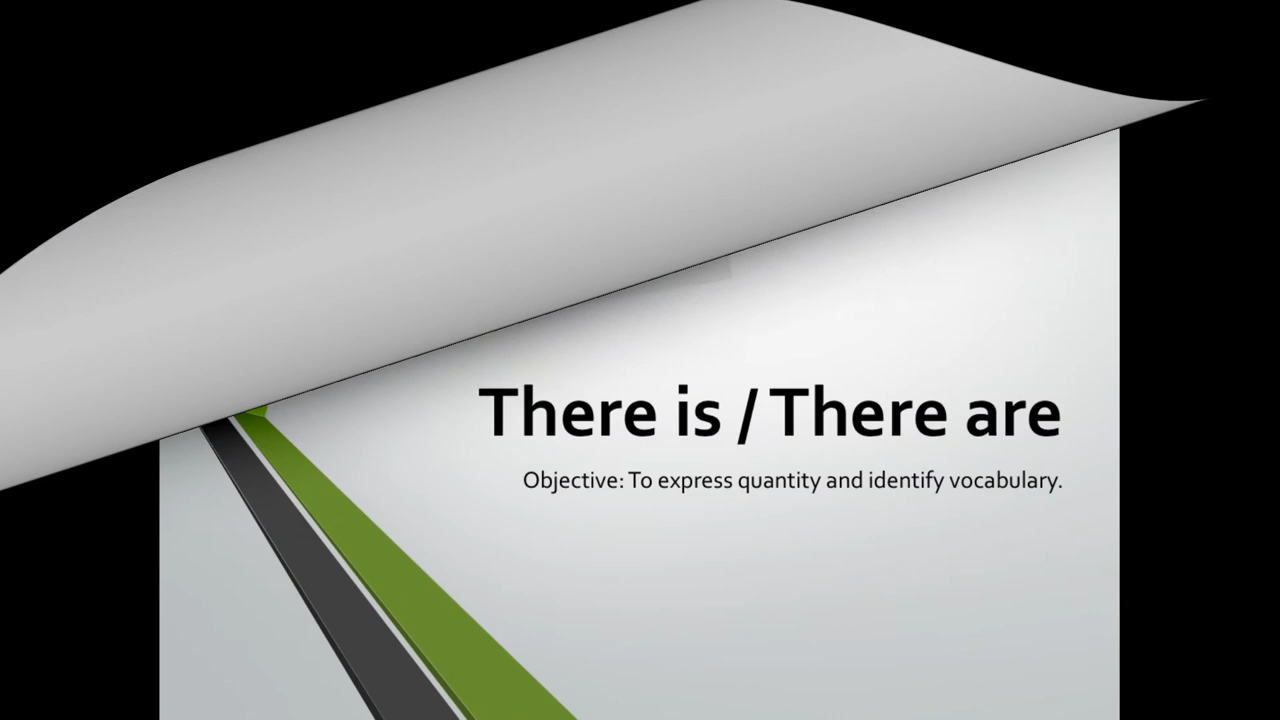 There is / There are
Objective: To express quantity and identify vocabulary.